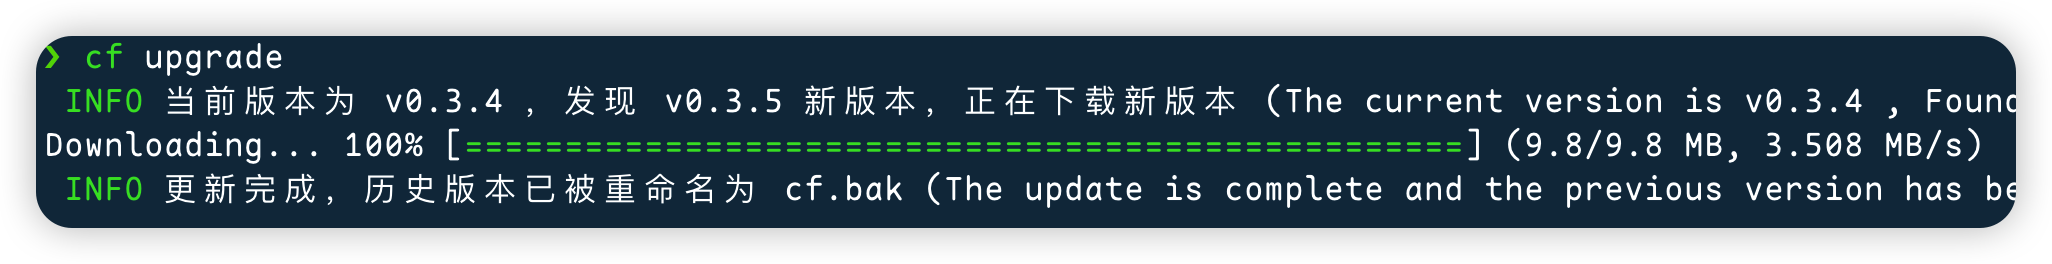 ❯ cf upgrade
INFO 当前版本为 v0.3.4 , 发现 v0.3.5 新版本, 正在下载新版本 (The current version is v0.3.4 , Found
Downloading... 100% [==================================================] (9.8/9.8 MB, 3.508 MB/s)
INFO 更新完成, 历史版本已被重命名为 cf.bak (The update is complete and the previous version has be